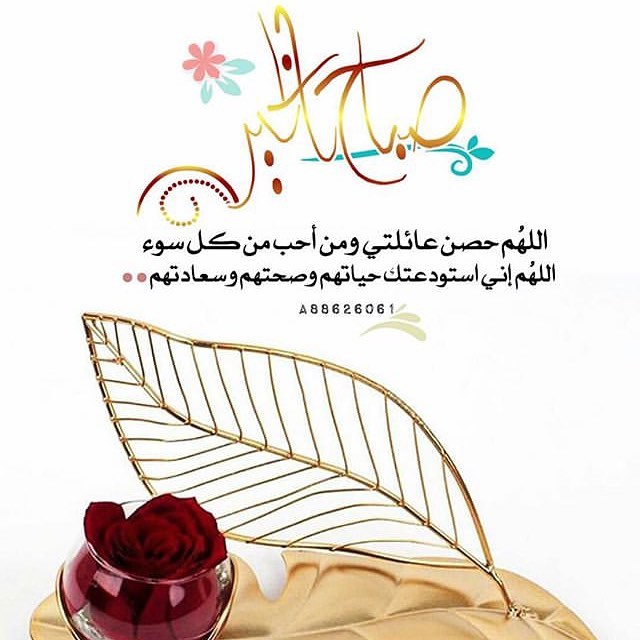 صباح الخير
اللهُم حصن عائلتي ومن أحب من كل سوء
اللهُم إني استودعتك حياتهم وصحتهم وسعادتهم
A88626061